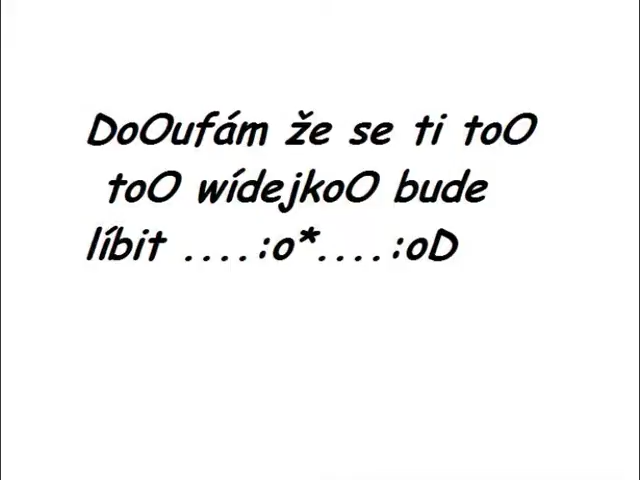 DoOufám že se ti toO
toO wídejkoO bude
líbit ....:o*....:oD